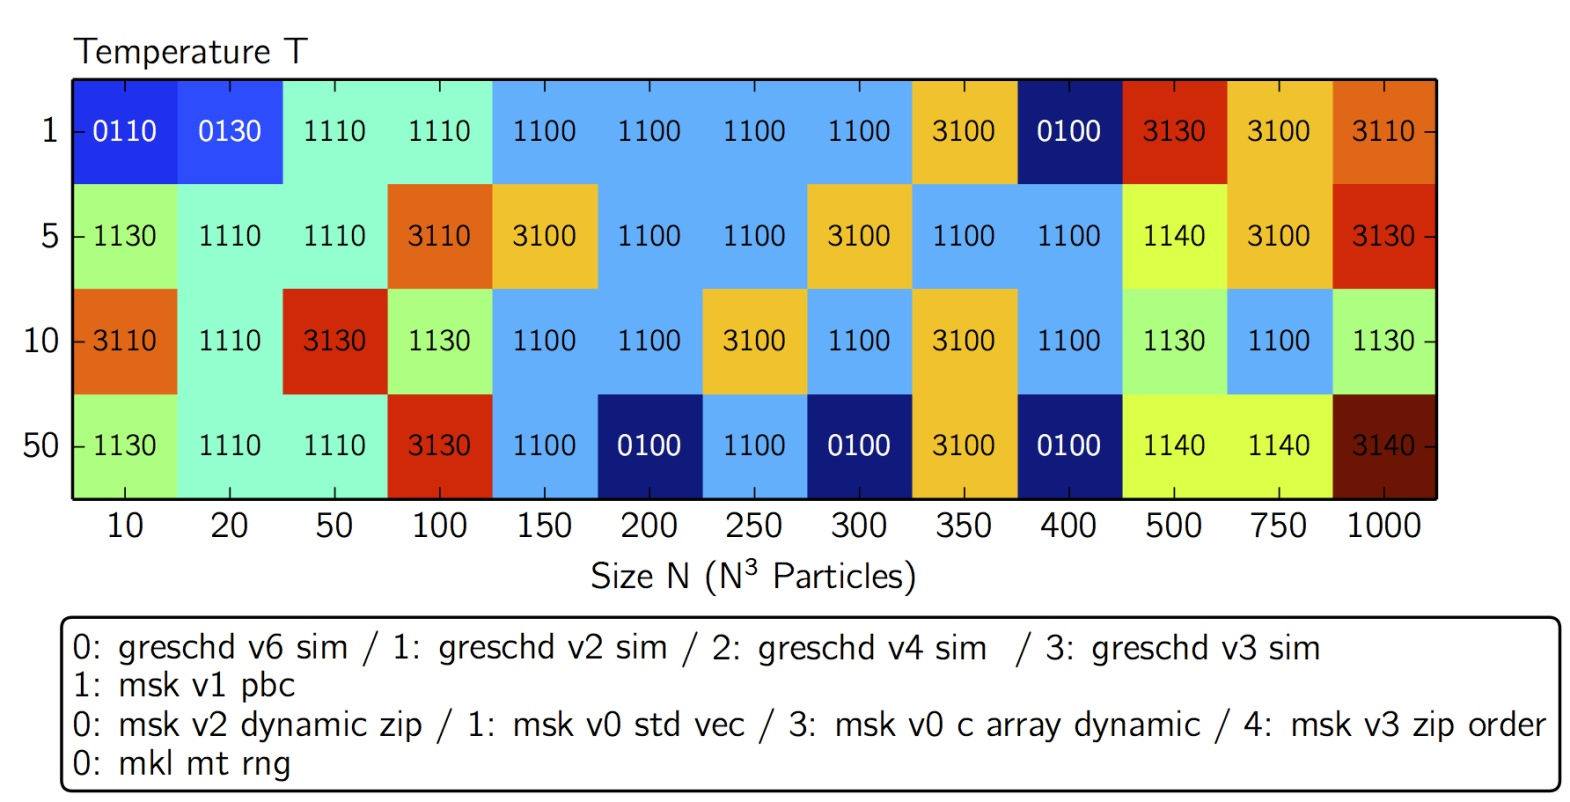 Temperature T
1 0110 0130 1110 1110 1100 1100 1100 1100 3100 0100 3130 3100 3110
5 1130 1110 1110 3110 3100 1100 1100 3100 1100 1100 1140 3100 3130
10 3110 1110 3130 1130 1100 1100 3100 1100 3100 1100 1130 1100 1130
50 1130 1110 1110 3130 1100 0100 1100 0100 3100 0100 1140 1140 3140
10 20 50 100 150 200 250 300 350 400 500 750 1000
Size N (N³ Particles)
0: greschd v6 sim / 1: greschd v2 sim / 2: greschd v4 sim / 3: greschd v3 sim
1: msk v1 pbc
0: msk v2 dynamic zip / 1: msk v0 std vec / 3: msk v0 c array dynamic / 4: msk v3 zip order
0: mkl mt rng